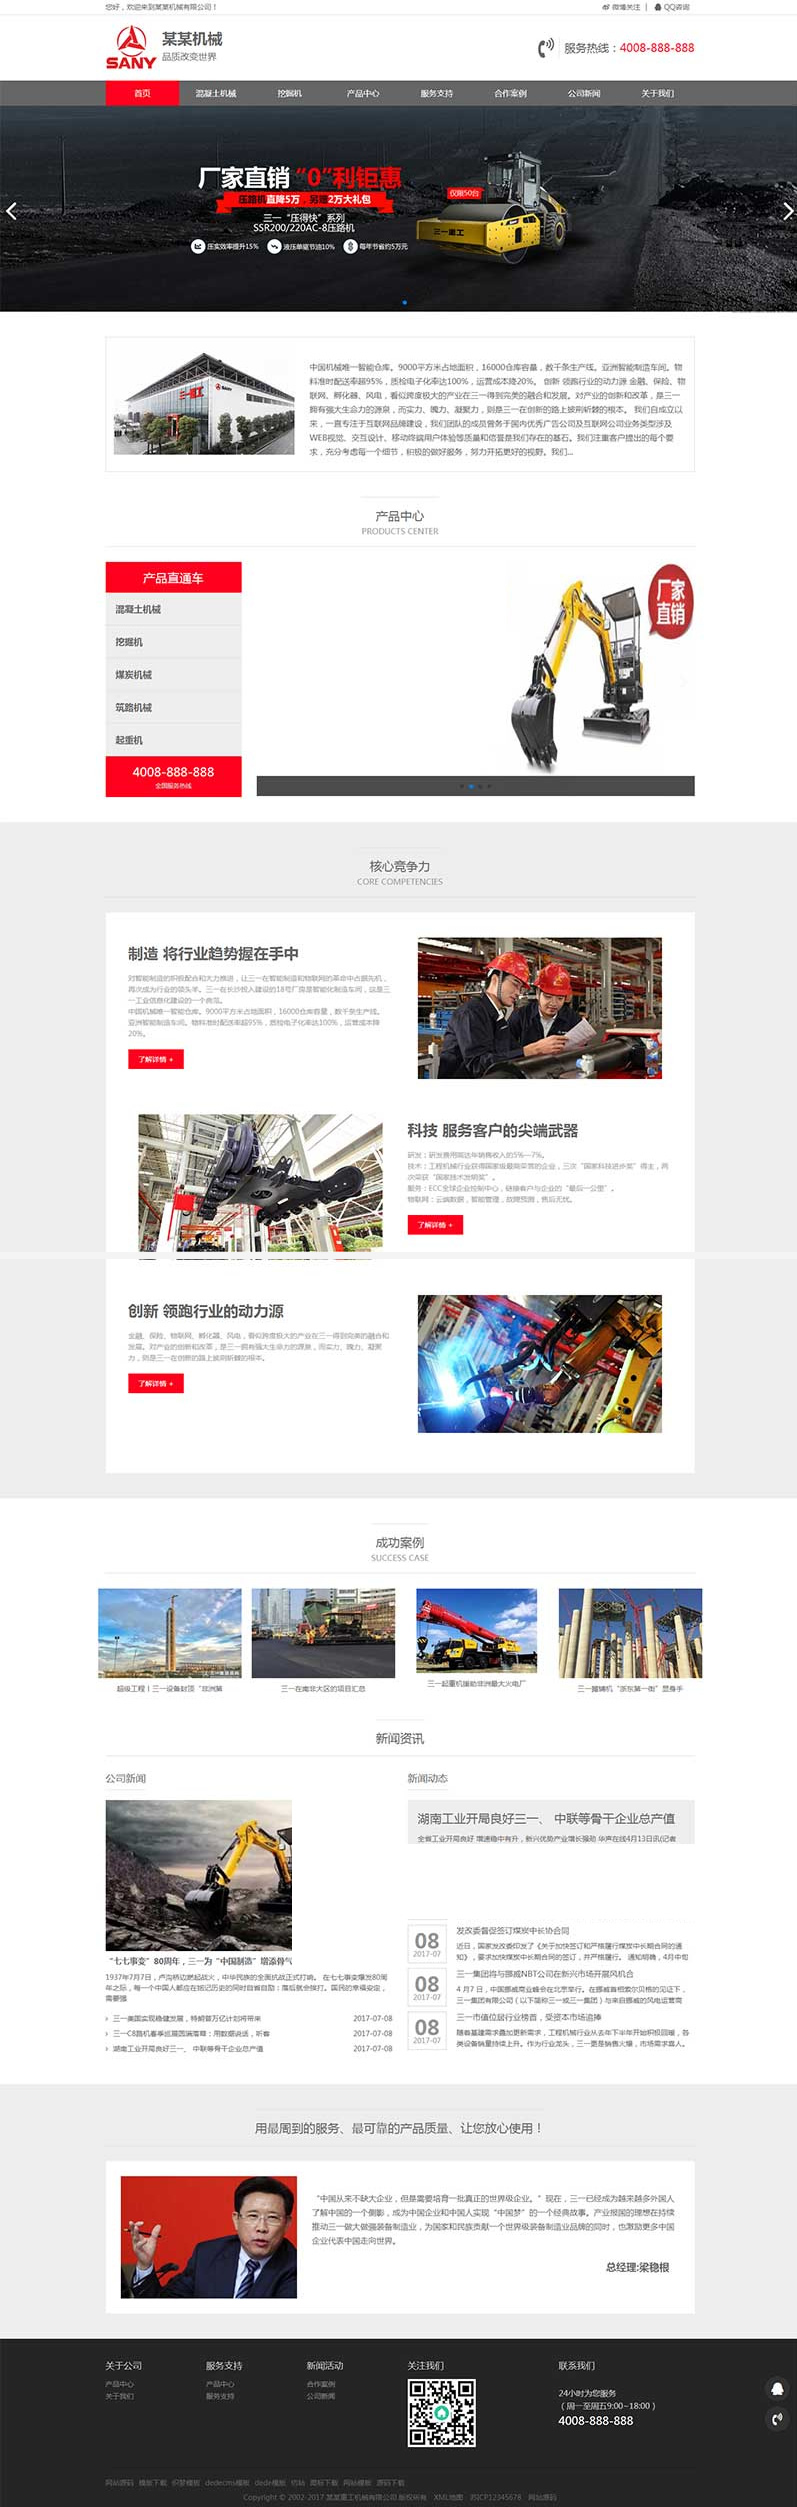 您好，欢迎来到某某机械有限公司！
微博关注 | QQ咨询
SANY
某某机械
品质改变世界
服务热线：4008-888-888
首页 混凝土机械 挖掘机 产品中心 服务支持 合作案例 公司新闻 关于我们
厂家直销 “0”利钜惠
压路机直降5万，另赠2万大礼包
仅限50台
三一“压得快”系列
SSR200/220AC-8压路机
压实效率提升15% 液压单驱节油10% 每年节省约5万元
三一重工
中国机械唯一智能仓库。9000平方米占地面积，16000仓库容量，数千条生产线。亚洲智能制造车间。物
料准时配送率超95%，质检电子化率达100%，运营成本降20%。 创新 领跑行业的动力源 金融、保险、物
联网、孵化器、风电，看似跨度极大的产业在三一得到完美的融合和发展。对产业的创新和改革，是三一
拥有强大生命力的源泉，而实力、魄力、凝聚力，则是三一在创新的路上披荆斩棘的根本。 我们自成立以
来，一直专注于互联网品牌建设，我们团队的成员曾务于国内优秀广告公司及互联网公司业务类型涉及
WEB视觉、交互设计、移动终端用户体验等质量和信誉是我们存在的基石。我们注重客户提出的每个要
求，充分考虑每一个细节，积极的做好服务，努力开拓更好的视野。我们...
产品中心
PRODUCTS CENTER
产品直通车
混凝土机械
挖掘机
煤炭机械
筑路机械
起重机
4008-888-888
全国服务热线
厂家
直销
核心竞争力
CORE COMPETENCIES
制造 将行业趋势握在手中
对智能制造的积极配合和大力推进，让三一在智能制造和物联网的革命中占据先机，
再次成为行业的领头羊。三一在长沙投入建设的18号厂房是智能化制造车间，这是三
一工业信息化建设的一个典范。
中国机械唯一智能仓库。9000平方米占地面积，16000仓库容量，数千条生产线。
亚洲智能制造车间。物料准时配送率超95%，质检电子化率达100%，运营成本降
20%。
了解详情 +
科技 服务客户的尖端武器
研发：研发费用高达年销售收入的5%—7%。
技术：工程机械行业获得国家级最高荣誉的企业，三次“国家科技进步奖”得主，两
次荣获“国家技术发明奖”。
服务：ECC全球企业控制中心，链接客户与企业的“最后一公里”。
物联网：云端数据，智能管理，故障预测，售后无忧。
了解详情 +
创新 领跑行业的动力源
金融、保险、物联网、孵化器、风电，看似跨度极大的产业在三一得到完美的融合和
发展。对产业的创新和改革，是三一拥有强大生命力的源泉，而实力、魄力、凝聚
力，则是三一在创新的路上披荆斩棘的根本。
了解详情 +
成功案例
SUCCESS CASE
超级工程丨三一设备封顶“非洲第
三一在南非大区的项目汇总
三一起重机援助非洲最大火电厂
三一摊铺机“浙东第一街”显身手
新闻资讯
公司新闻
“七七事变”80周年，三一为“中国制造”增添骨气
1937年7月7日，卢沟桥边燃起战火，中华民族的全面抗战正式打响。 在七七事变爆发80周
年之际，每一个中国人都应在铭记历史的同时自省自励：落后就会挨打。国民的幸福安定，
需要强
三一美国实现稳健发展，特朗普万亿计划将带来 2017-07-08
三一C8路机春季巡展圆满落幕：用数据说话，听客 2017-07-08
湖南工业开局良好三一、 中联等骨干企业总产值 2017-07-08
新闻动态
湖南工业开局良好三一、 中联等骨干企业总产值
全省工业开局良好 增速稳中有升，新兴优势产业增长强劲 华声在线4月13日讯(记者
08
2017-07
发改委督促签订煤炭中长协合同
近日，国家发改委印发了《关于加快签订和严格履行煤炭中长期合同的通
知》，要求加快煤炭中长期合同的签订，并严格履行。 通知明确，4月中旬
08
2017-07
三一集团将与挪威NBT公司在新兴市场开展风机合
4 月7 日，中国挪威商业峰会在北京举行。在挪威首相索尔贝格的见证下，
三一集团有限公司（以下简称三一或三一集团）与来自挪威的风电运营商
08
2017-07
三一市值位居行业榜首，受资本市场追捧
随着基建需求叠加更新需求，工程机械行业从去年下半年开始积极回暖，各
类设备销量持续上升。作为行业龙头，三一更是销售火爆，市场需求喜人。
用最周到的服务、最可靠的产品质量、让您放心使用！
“中国从来不缺大企业，但是需要培育一批真正的世界级企业。”现在，三一已经成为越来越多外国人
了解中国的一个侧影，成为中国企业和中国人实现“中国梦”的一个经典故事。产业报国的理想在持续
推动三一做大做强装备制造业，为国家和民族贡献一个世界级装备制造业品牌的同时，也激励更多中国
企业代表中国走向世界。
总经理:梁稳根
关于公司
产品中心
关于我们
服务支持
产品中心
服务支持
新闻活动
合作案例
公司新闻
关注我们
联系我们
24小时为您服务
（周一至周五9:00~18:00）
4008-888-888
网站源码 模板下载 织梦模板 dedecms模板 dede模板 仿站 图标下载 网站模板 源码下载
Copyright © 2002-2017 某某重工机械有限公司 版权所有 XML地图 苏ICP12345678 网站源码